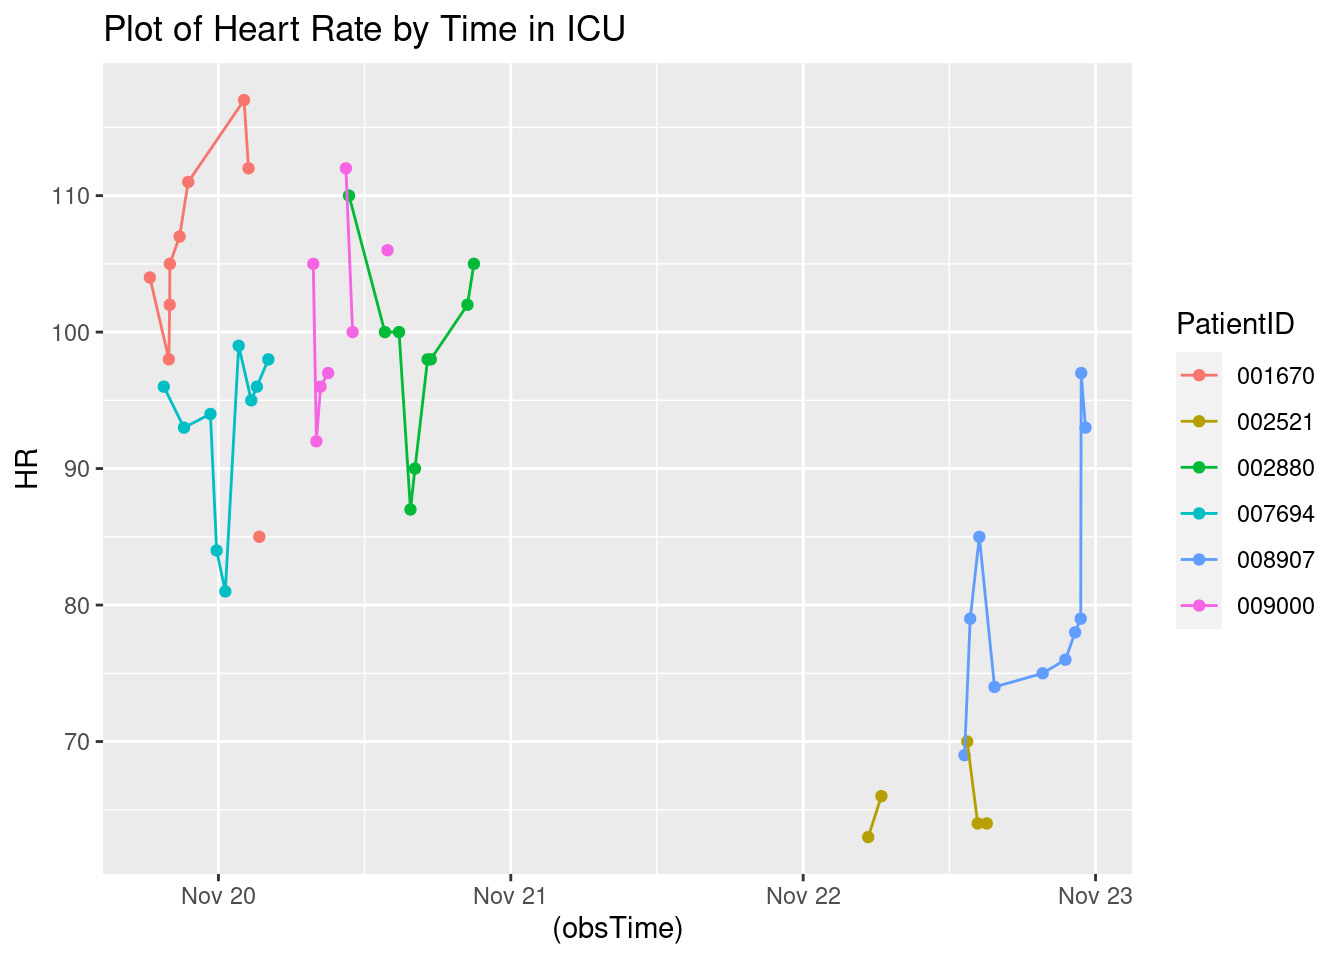 Plot of Heart Rate by Time in ICU
HR
110
100
90
80
70
Nov 20
Nov 21
Nov 22
Nov 23
(obsTime)
PatientID
001670
002521
002880
007694
008907
009000